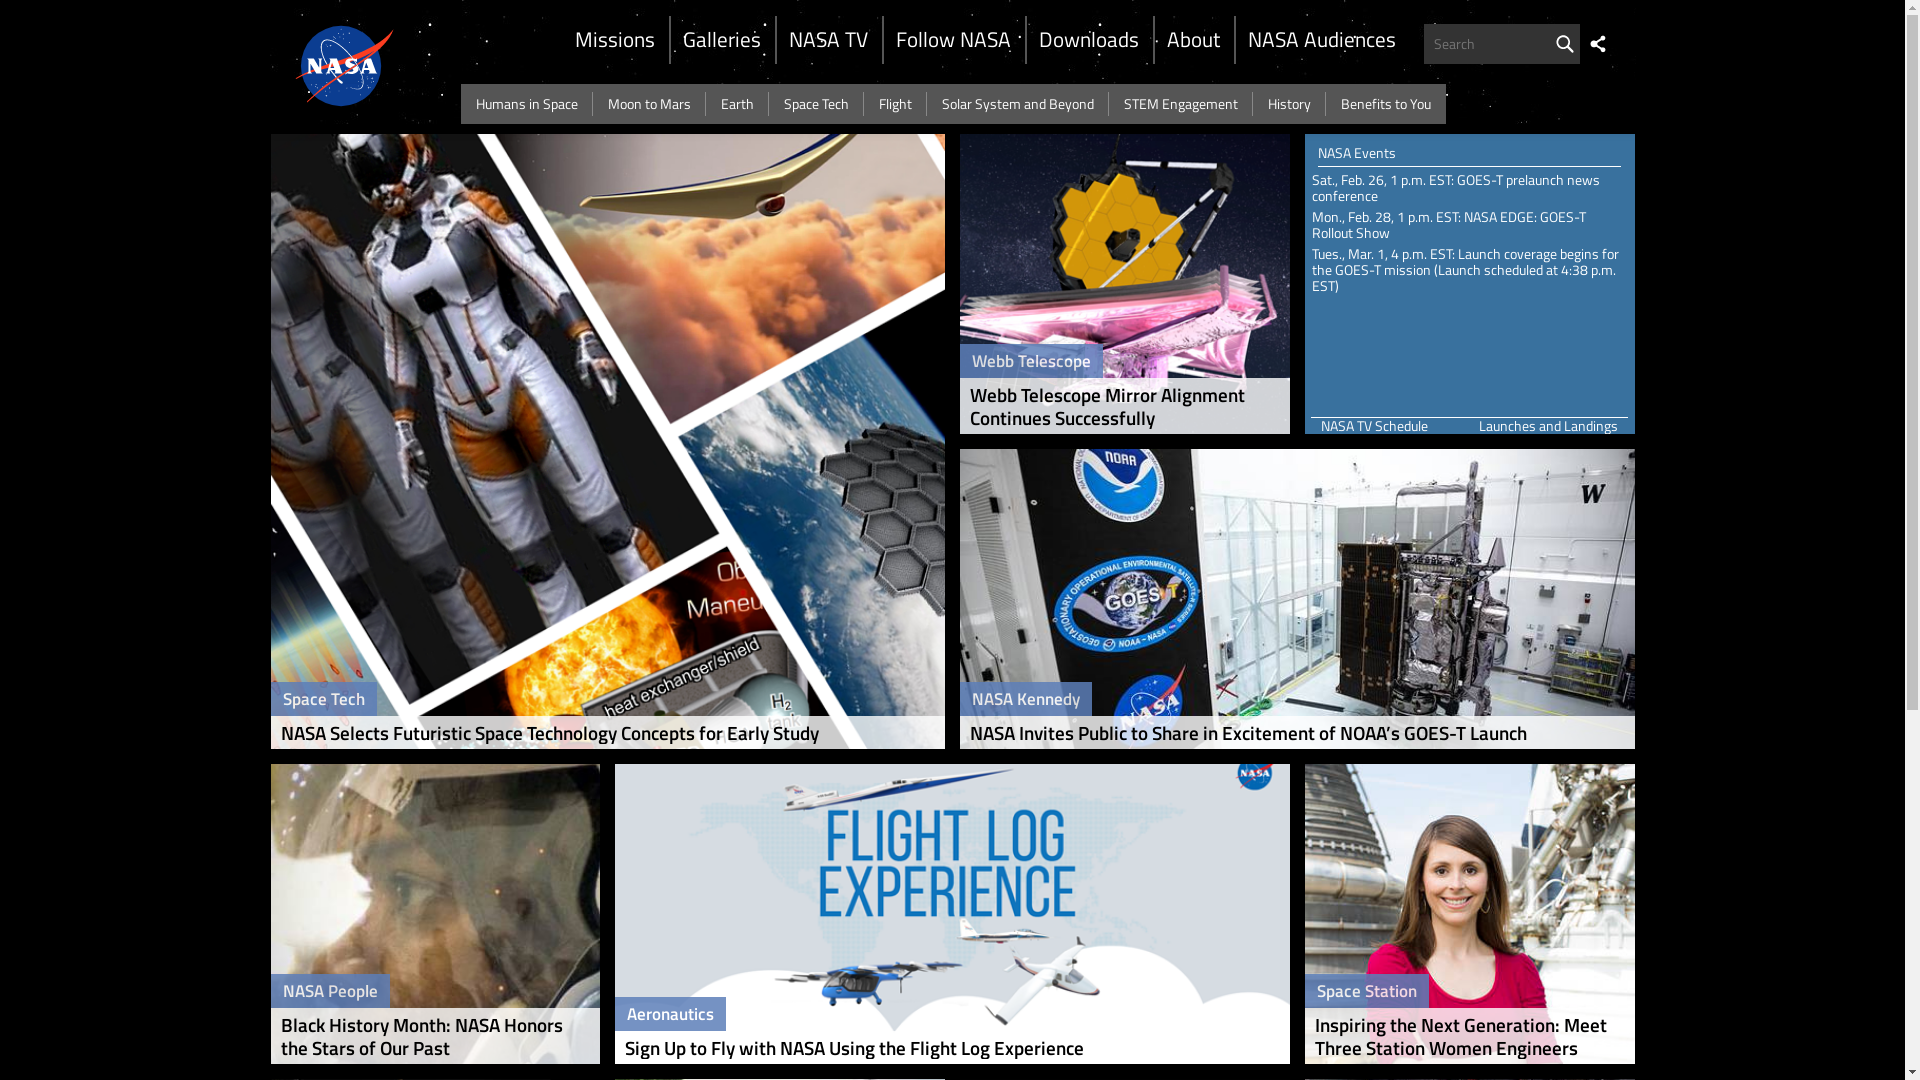 NASA
Missions
Galleries
NASA TV
Follow NASA
Downloads
About
NASA Audiences
Search
Humans in Space
Moon to Mars
Earth
Space Tech
Flight
Solar System and Beyond
STEM Engagement
History
Benefits to You
heat exchanger/shield
H2
tank
Space Tech
NASA Selects Futuristic Space Technology Concepts for Early Study
Webb Telescope
Webb Telescope Mirror Alignment
Continues Successfully
NASA Events
Sat., Feb. 26, 1 p.m. EST: GOES-T prelaunch news
conference
Mon., Feb. 28, 1 p.m. EST: NASA EDGE: GOES-T
Rollout Show
Tues., Mar. 1, 4 p.m. EST: Launch coverage begins for
the GOES-T mission (Launch scheduled at 4:38 p.m.
EST)
NASA TV Schedule
Launches and Landings
NOAA
U.S. DEPARTMENT OF COMMERCE
GEOSTATIONARY OPERATIONAL ENVIRONMENTAL SATELLITE-R SERIES
GOES-T
NOAA – NASA
W
NASA
NASA Kennedy
NASA Invites Public to Share in Excitement of NOAA’s GOES-T Launch
NASA People
Black History Month: NASA Honors
the Stars of Our Past
NASA
FLIGHT LOG
EXPERIENCE
Aeronautics
Sign Up to Fly with NASA Using the Flight Log Experience
Space Station
Inspiring the Next Generation: Meet
Three Station Women Engineers